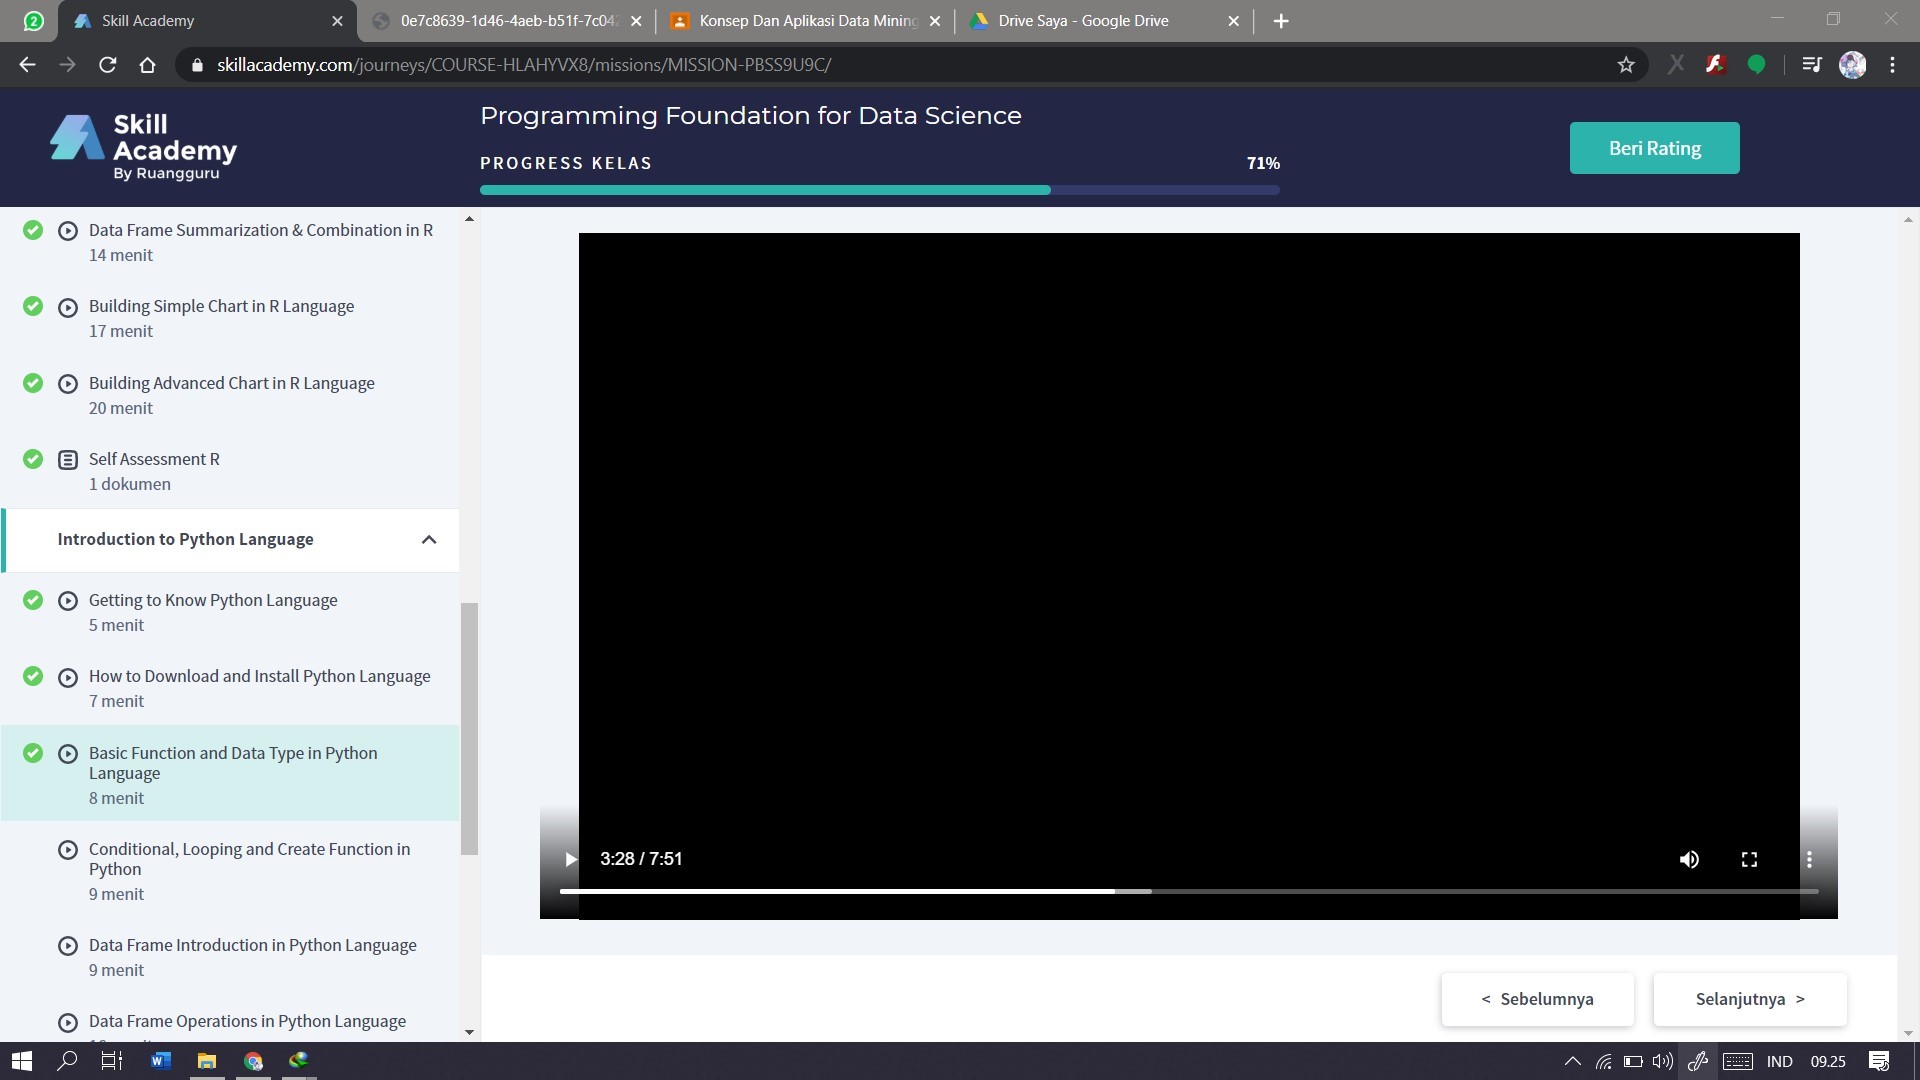 2
Skill Academy
0e7c8639-1d46-4aeb-b51f-7c04
Konsep Dan Aplikasi Data Mining
Drive Saya - Google Drive
skillacademy.com/journeys/COURSE-HLAHYVX8/missions/MISSION-PBSS9U9C/
Skill
Academy
By Ruangguru
Programming Foundation for Data Science
PROGRESS KELAS
71%
Beri Rating
Data Frame Summarization & Combination in R
14 menit
Building Simple Chart in R Language
17 menit
Building Advanced Chart in R Language
20 menit
Self Assessment R
1 dokumen
Introduction to Python Language
Getting to Know Python Language
5 menit
How to Download and Install Python Language
7 menit
Basic Function and Data Type in Python
Language
8 menit
Conditional, Looping and Create Function in
Python
9 menit
Data Frame Introduction in Python Language
9 menit
Data Frame Operations in Python Language
3:28 / 7:51
< Sebelumnya
Selanjutnya >
IND
09.25